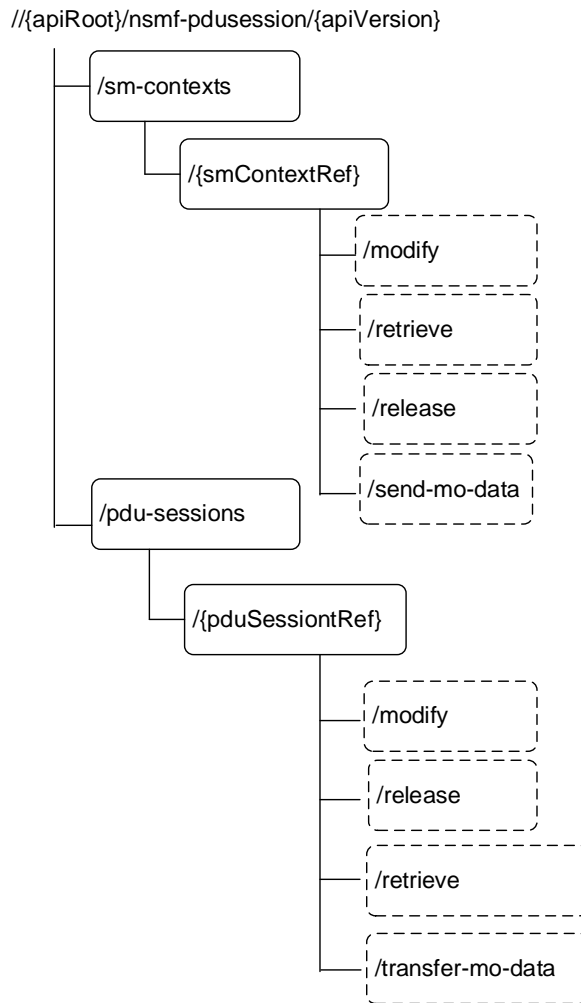 //{apiRoot}/nsmf-pdusession/{apiVersion}
/sm-contexts
/{smContextRef}
/modify
/retrieve
/release
/send-mo-data
/pdu-sessions
/{pduSessiontRef}
/modify
/release
/retrieve
/transfer-mo-data